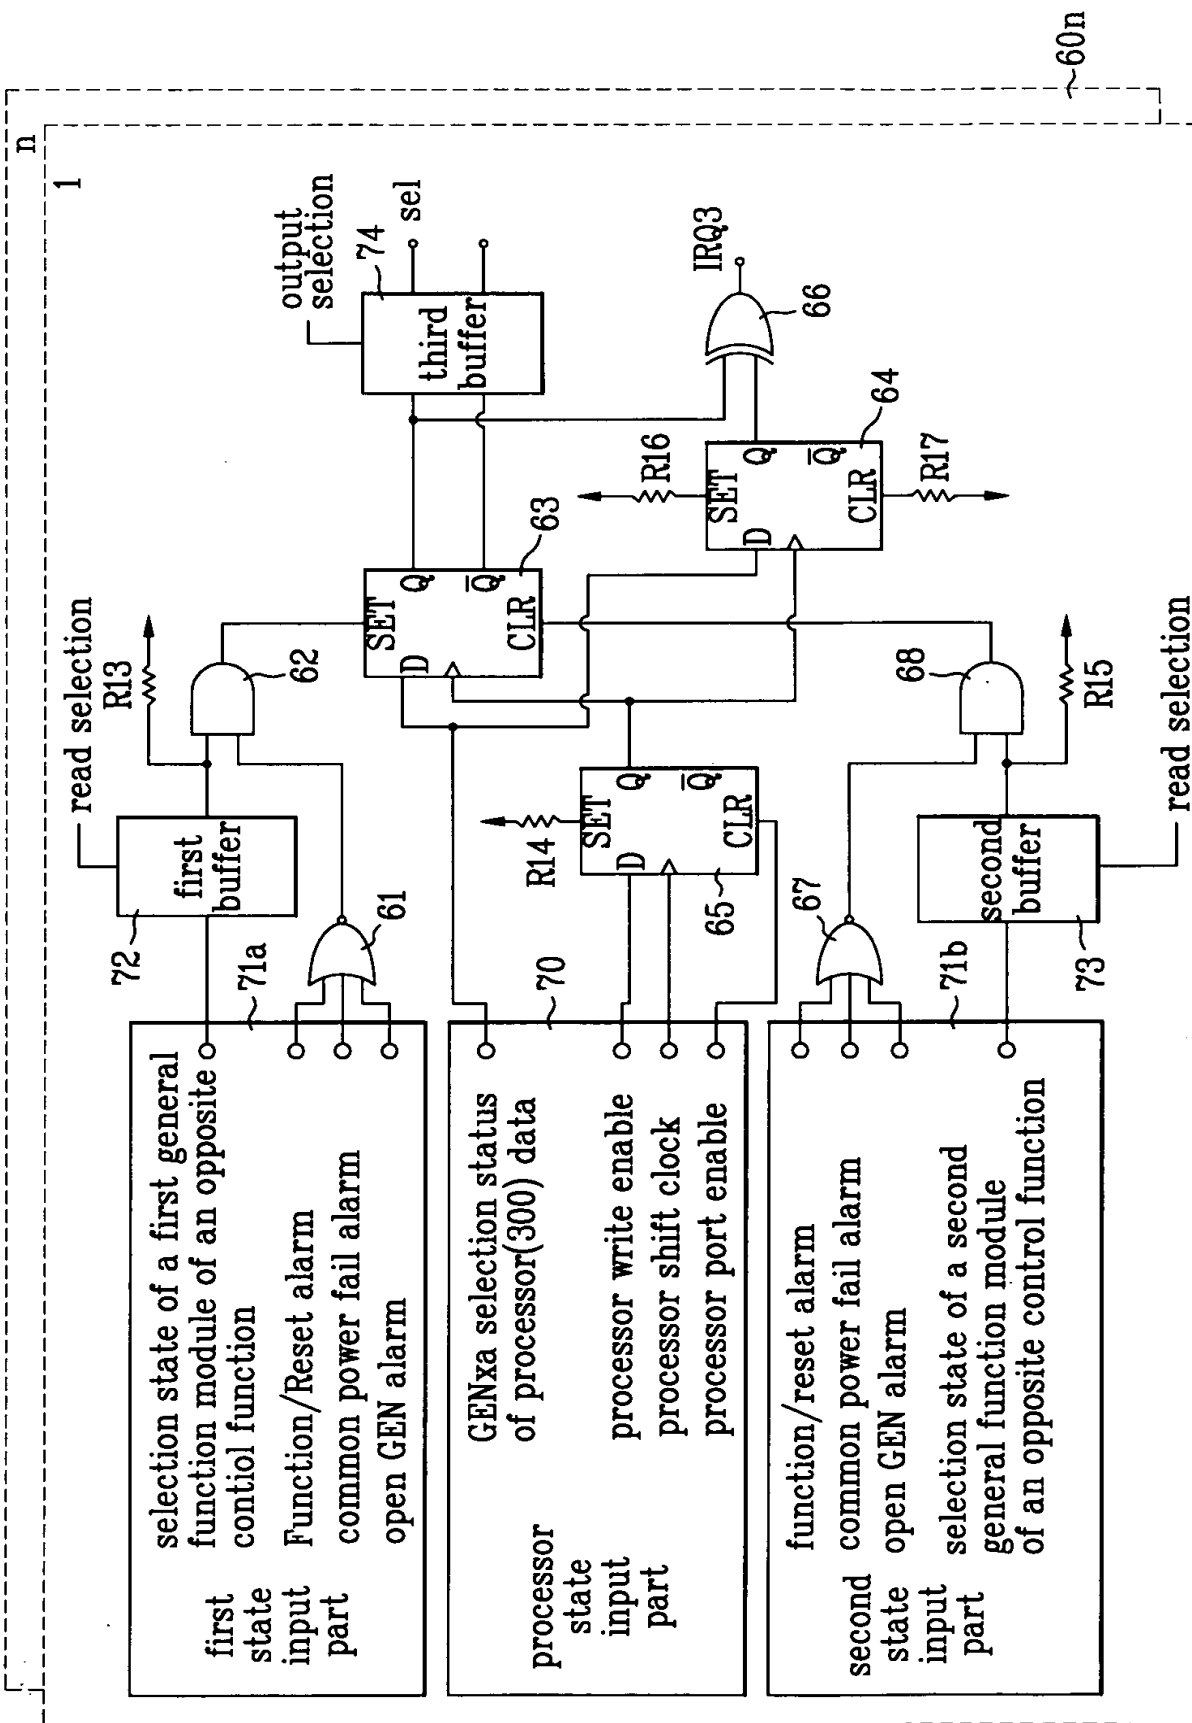 60n
n
1
read selection
R13
output
selection
74
sel
third
buffer
72
first
buffer
62
SET
D
Q
Q
CLR
63
IRQ3
66
R16
SET
D
Q
Q
CLR
64
R17
61
71a
selection state of a first general
function module of an opposite
contiol function
Function/Reset alarm
common power fail alarm
open GEN alarm
first
state
input
part
R14
SET
D
Q
Q
CLR
65
70
GENxa selection status
of processor(300) data
processor write enable
processor shift clock
processor port enable
processor
state
input
part
67
68
R15
71b
second
buffer
73
read selection
function/reset alarm
common power fail alarm
open GEN alarm
selection state of a second
general function module
of an opposite control function
second
state
input
part